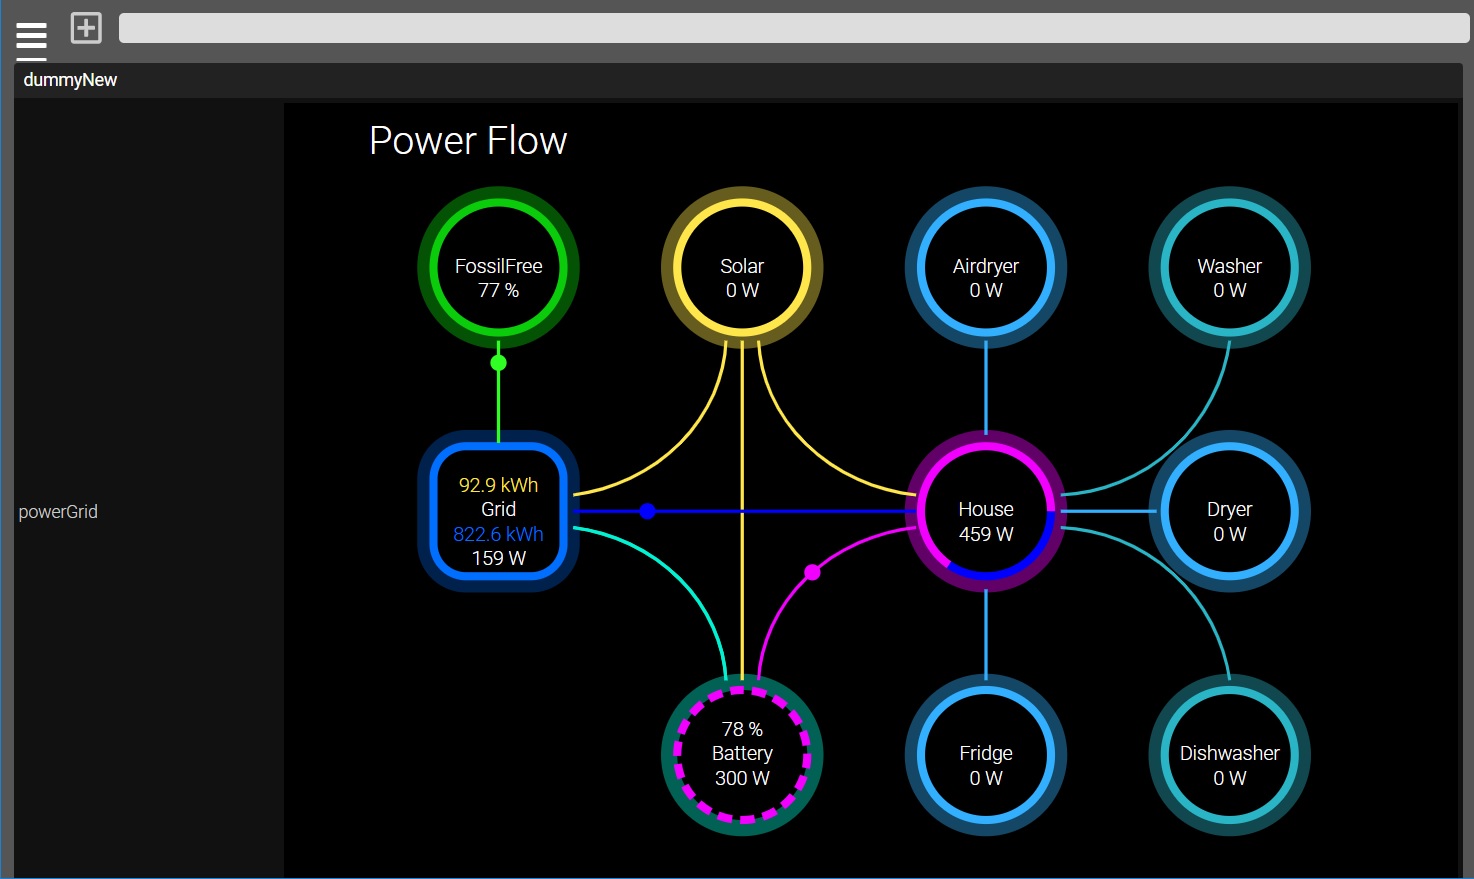 dummyNew
powerGrid
Power Flow
FossilFree
77 %
Solar
0 W
Airdryer
0 W
Washer
0 W
92.9 kWh
Grid
822.6 kWh
159 W
House
459 W
Dryer
0 W
78 %
Battery
300 W
Fridge
0 W
Dishwasher
0 W